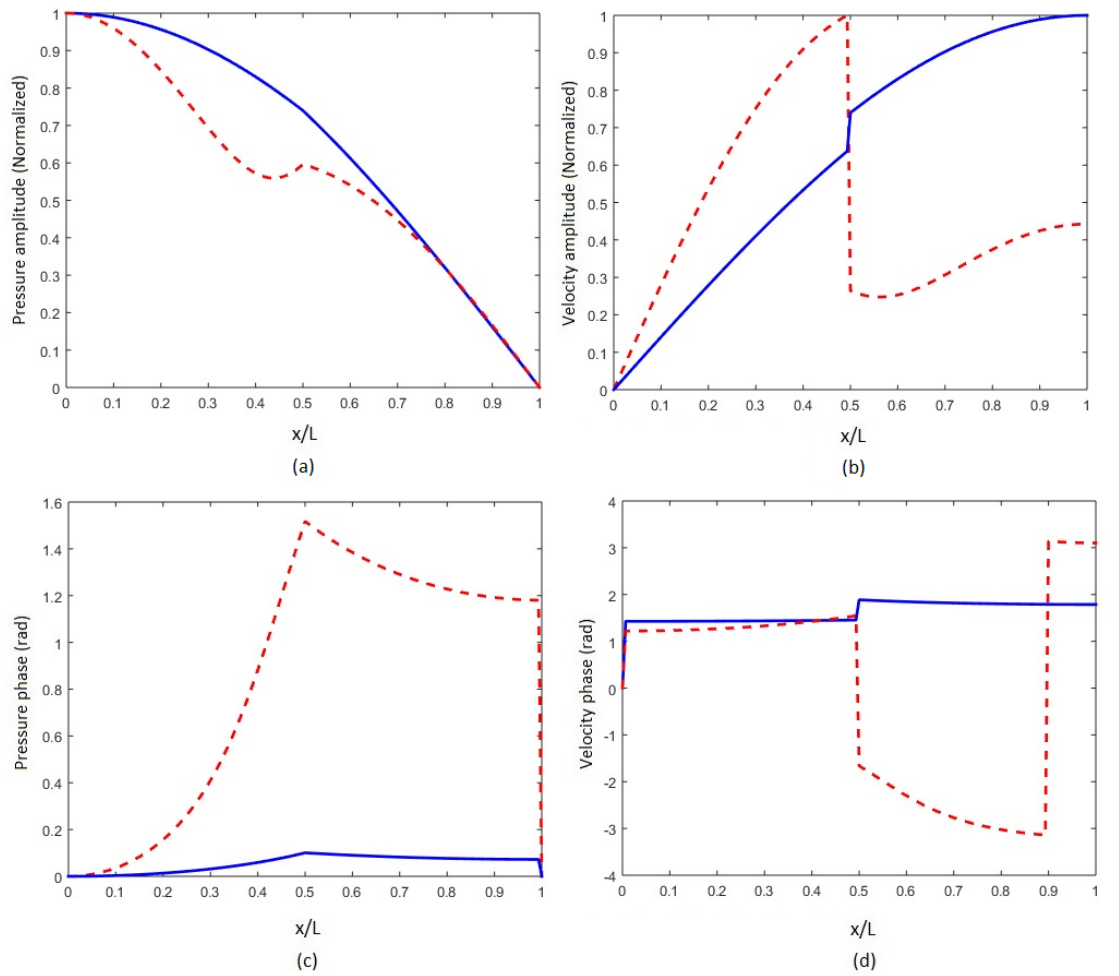 Pressure amplitude (Normalized)
1
0.9
0.8
0.7
0.6
0.5
0.4
0.3
0.2
0.1
0
0 0.1 0.2 0.3 0.4 0.5 0.6 0.7 0.8 0.9 1
x/L
(a)
Velocity amplitude (Normalized)
1
0.9
0.8
0.7
0.6
0.5
0.4
0.3
0.2
0.1
0
0 0.1 0.2 0.3 0.4 0.5 0.6 0.7 0.8 0.9 1
x/L
(b)
Pressure phase (rad)
1.6
1.4
1.2
1
0.8
0.6
0.4
0.2
0
0 0.1 0.2 0.3 0.4 0.5 0.6 0.7 0.8 0.9 1
x/L
(c)
Velocity phase (rad)
4
3
2
1
0
-1
-2
-3
-4
0 0.1 0.2 0.3 0.4 0.5 0.6 0.7 0.8 0.9 1
x/L
(d)